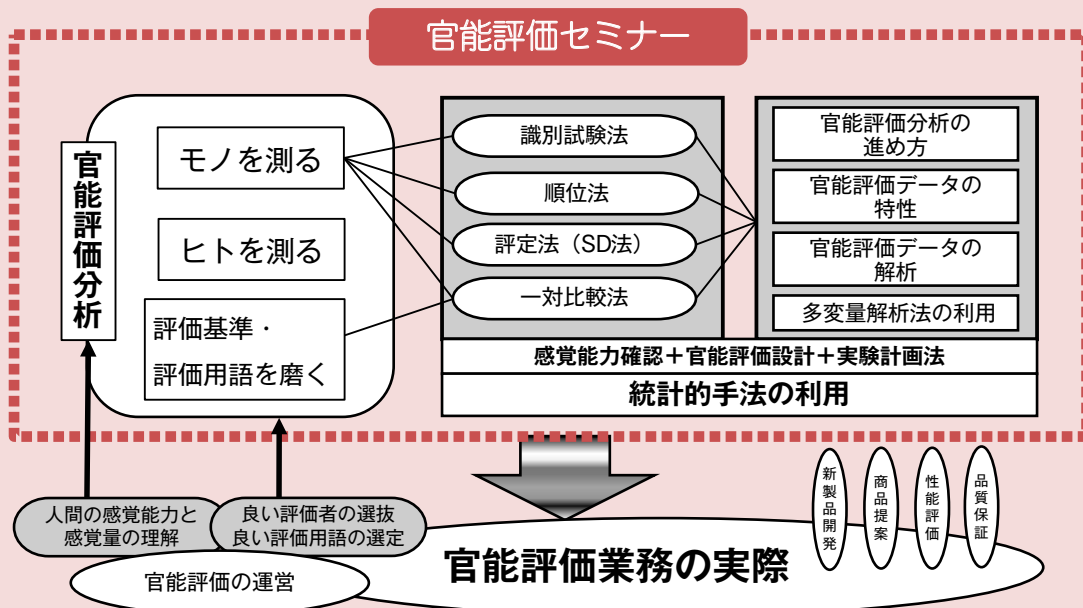 官能評価セミナー
官能評価分析
モノを測る
ヒトを測る
評価基準・
評価用語を磨く
識別試験法
順位法
評定法（SD法）
一対比較法
官能評価分析の
進め方
官能評価データの
特性
官能評価データの
解析
多変量解析法の利用
感覚能力確認＋官能評価設計＋実験計画法
統計的手法の利用
新製品開発
商品提案
性能評価
品質保証
人間の感覚能力と
感覚量の理解
良い評価者の選抜
良い評価用語の選定
官能評価の運営
官能評価業務の実際